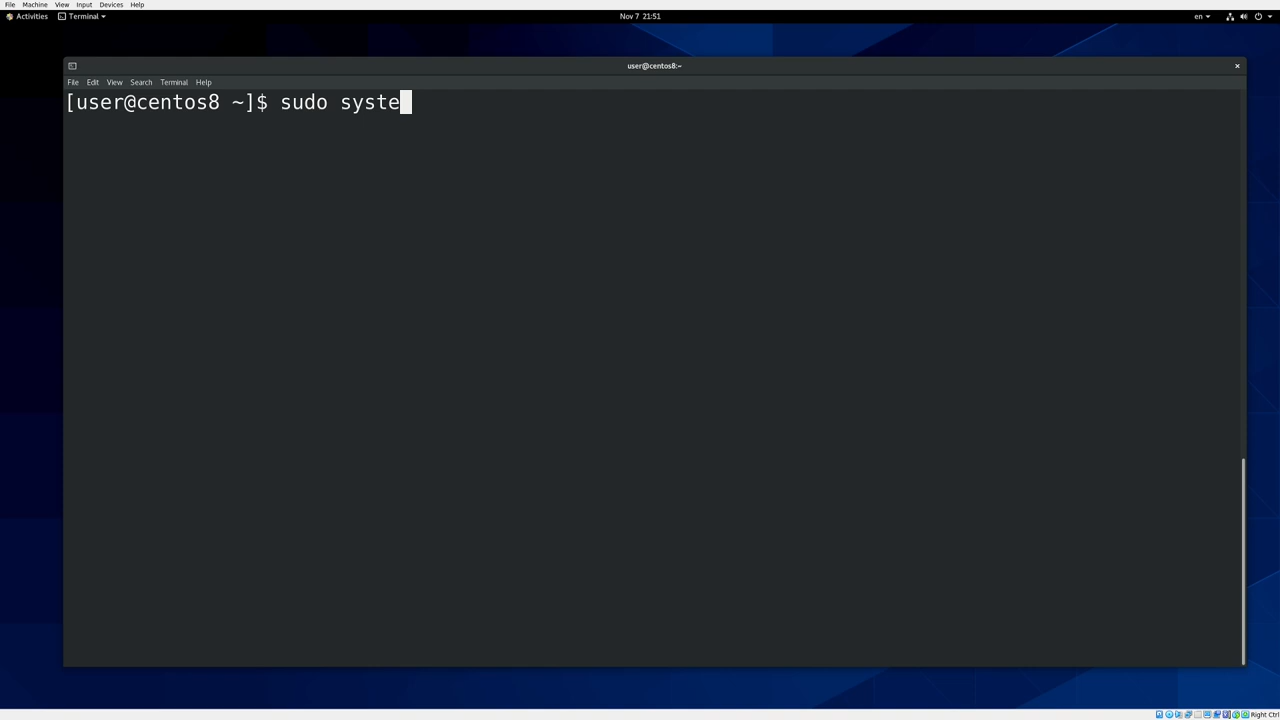 File Machine View Input Devices Help
Activities Terminal Nov 7 21:51 en
user@centos8:~
File Edit View Search Terminal Help
[user@centos8 ~]$ sudo syste
Right Ctrl